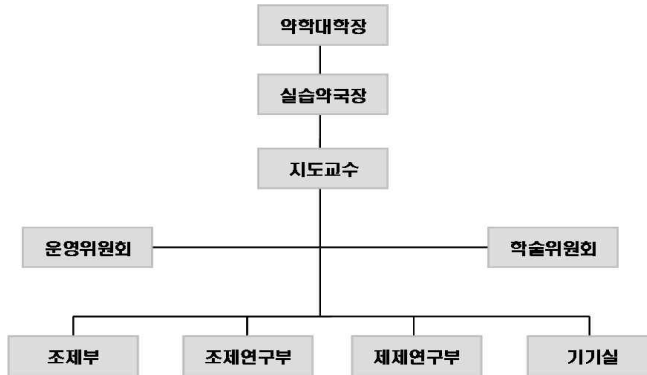 약학대학장
실습약국장
지도교수
운영위원회 학술위원회
조제부 조제연구부 제제연구부 기기실